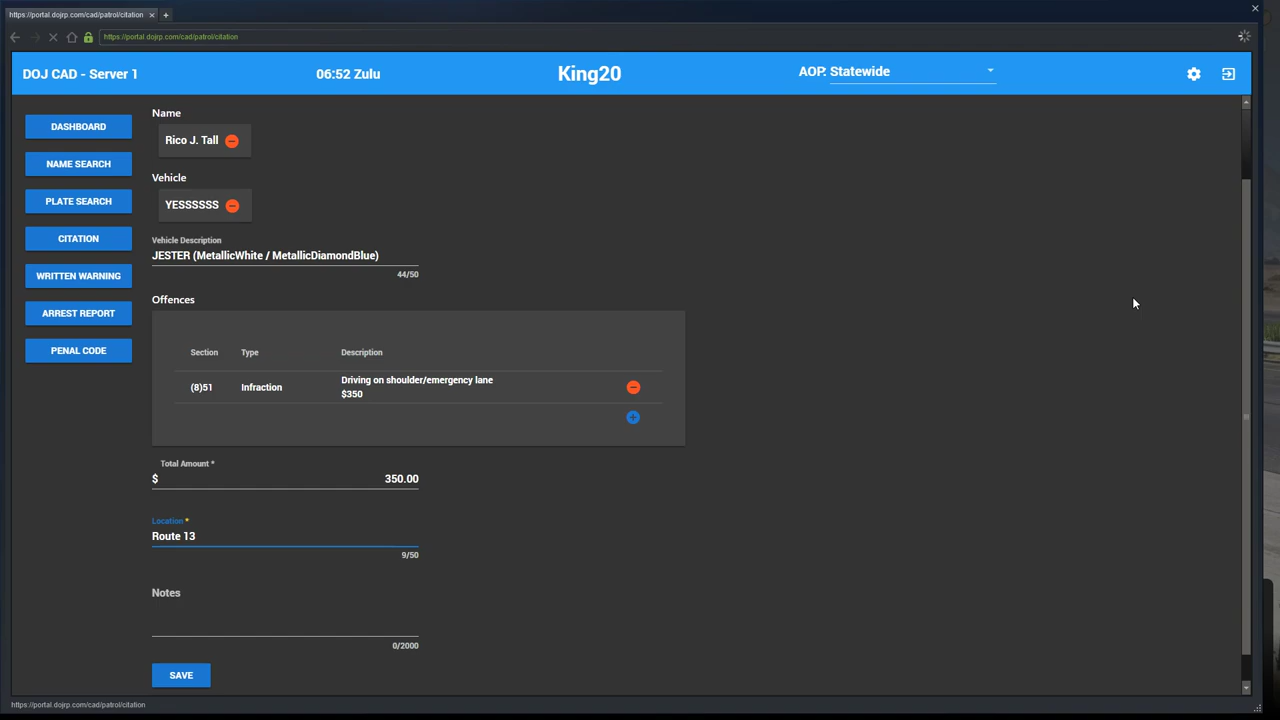 https://portal.dojrp.com/cad/patrol/citation
https://portal.dojrp.com/cad/patrol/citation
DOJ CAD - Server 1
06:52 Zulu
King20
AOP: Statewide
DASHBOARD
NAME SEARCH
PLATE SEARCH
CITATION
WRITTEN WARNING
ARREST REPORT
PENAL CODE
Name
Rico J. Tall
Vehicle
YESSSSSS
Vehicle Description
JESTER (MetallicWhite / MetallicDiamondBlue)
44/50
Offences
Section Type Description
(8)51 Infraction Driving on shoulder/emergency lane
$350
Total Amount *
$ 350.00
Location *
Route 13
9/50
Notes
0/2000
SAVE
https://portal.dojrp.com/cad/patrol/citation